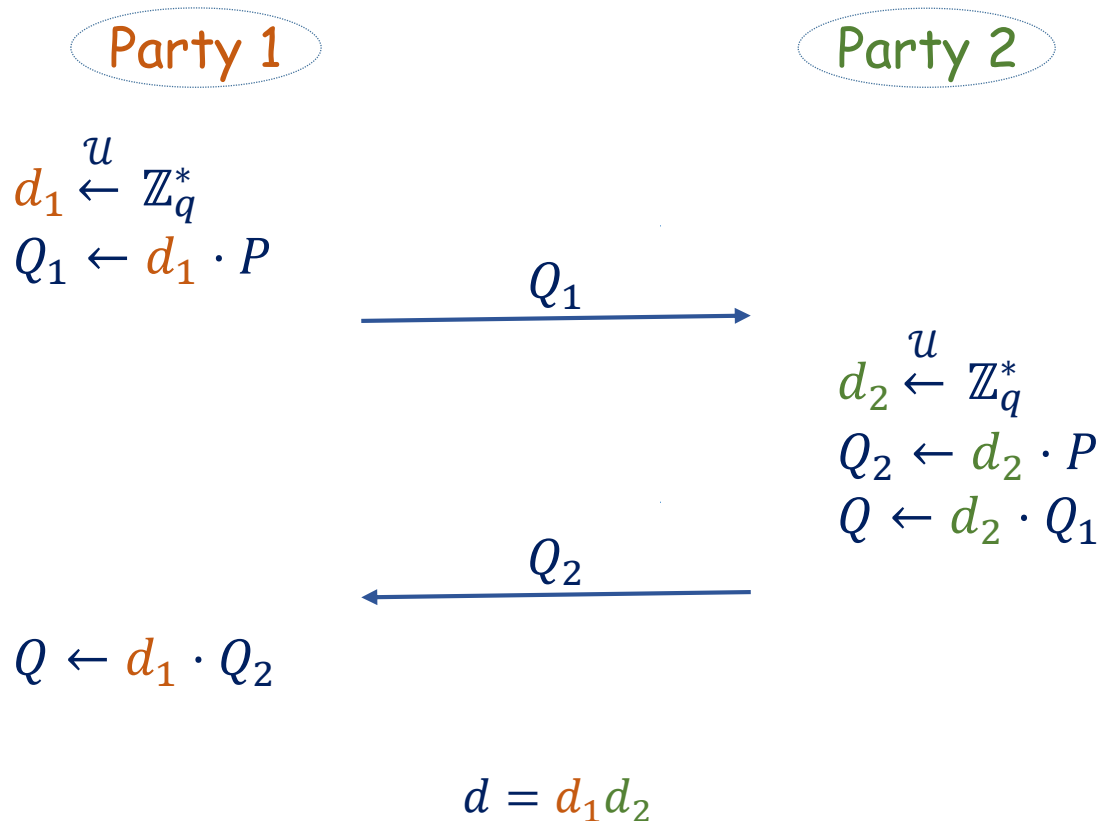 Party 1
Party 2
𝒰
d₁ ← ℤ*_q
Q₁ ← d₁ · P
Q₁
𝒰
d₂ ← ℤ*_q
Q₂ ← d₂ · P
Q ← d₂ · Q₁
Q₂
Q ← d₁ · Q₂
d = d₁d₂